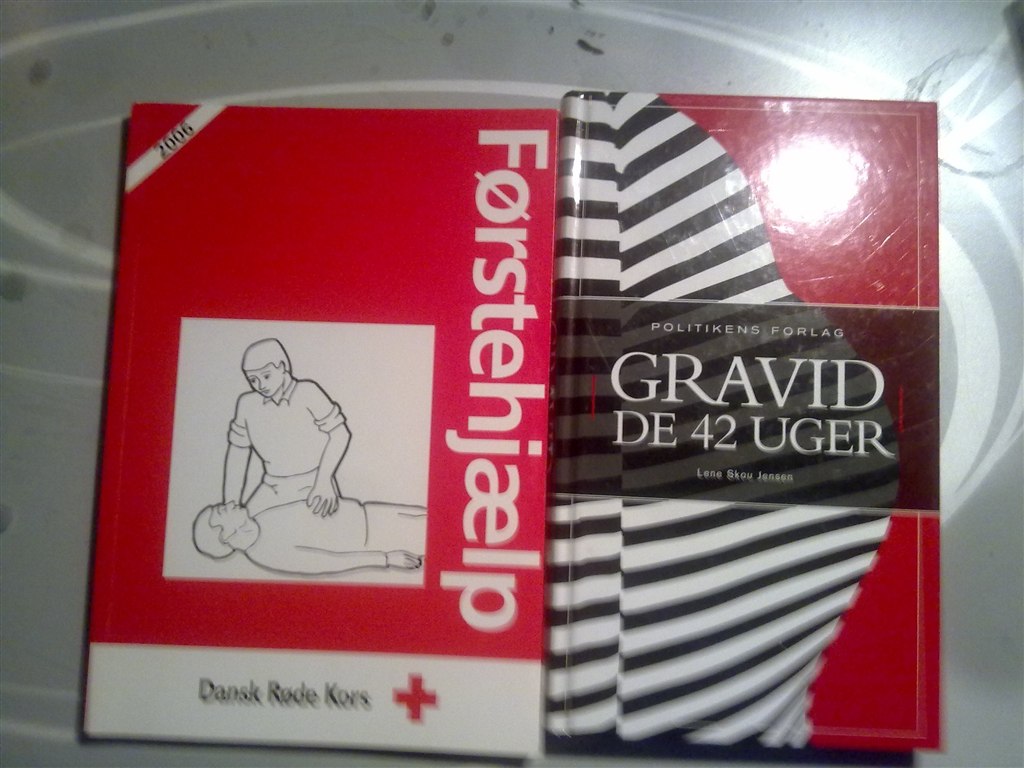 2006
Førstehjælp
Dansk Røde Kors
POLITIKENS FORLAG
GRAVID
DE 42 UGER
Lene Skou Jensen